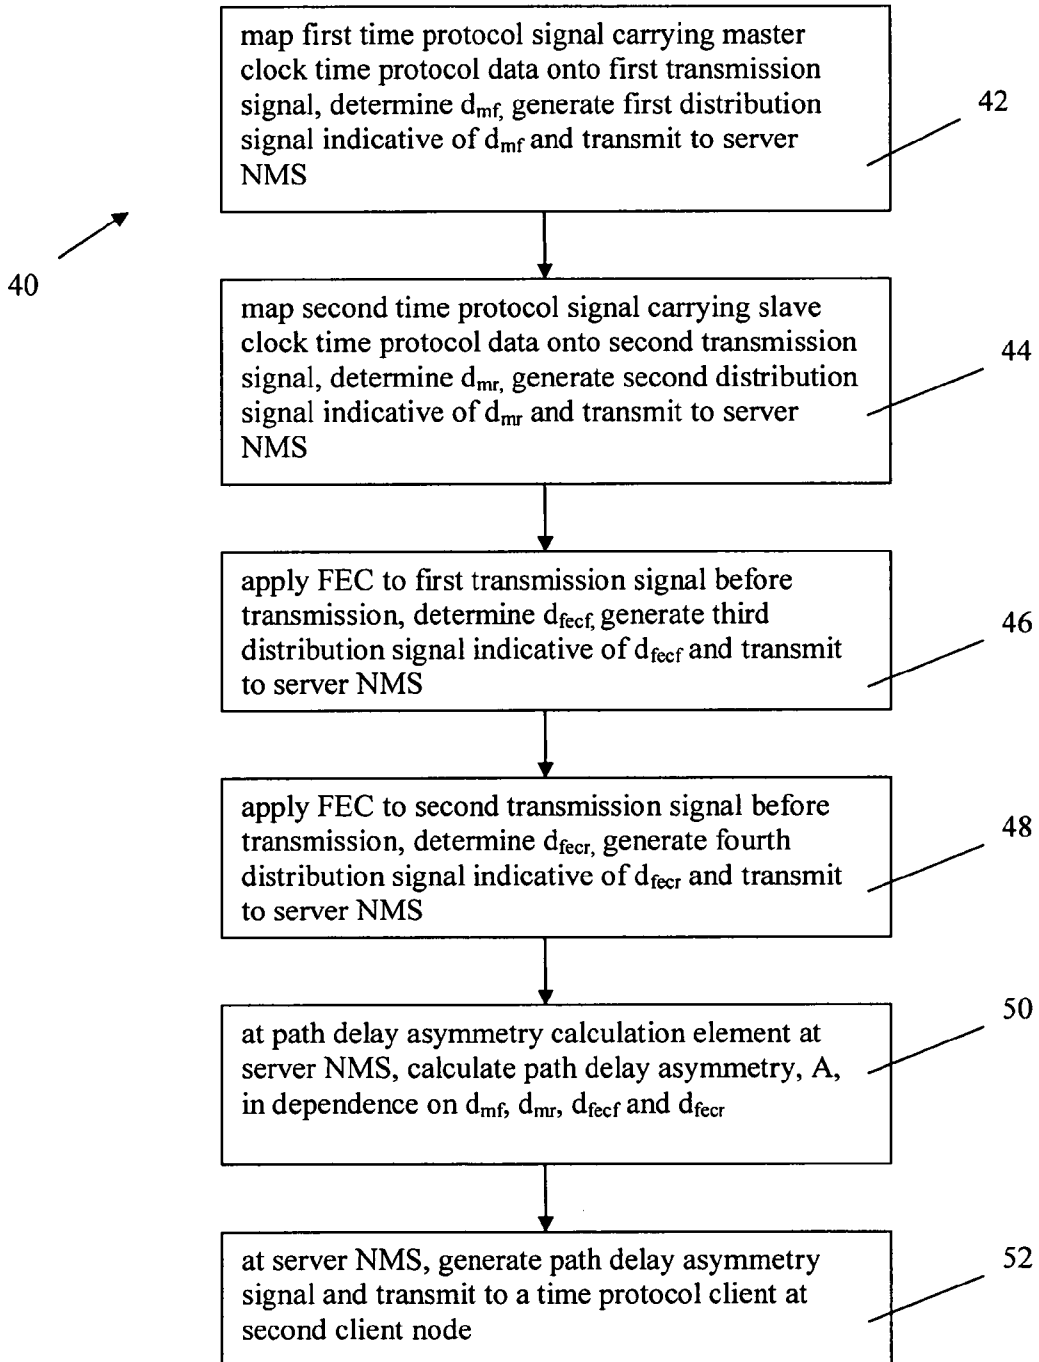 map first time protocol signal carrying master
clock time protocol data onto first transmission
signal, determine dmf, generate first distribution
signal indicative of dmf and transmit to server
NMS
42
40
map second time protocol signal carrying slave
clock time protocol data onto second transmission
signal, determine dmr, generate second distribution
signal indicative of dmr and transmit to server
NMS
44
apply FEC to first transmission signal before
transmission, determine dfecf, generate third
distribution signal indicative of dfecf and transmit
to server NMS
46
apply FEC to second transmission signal before
transmission, determine dfecr, generate fourth
distribution signal indicative of dfecr and transmit
to server NMS
48
at path delay asymmetry calculation element at
server NMS, calculate path delay asymmetry, A,
in dependence on dmf, dmr, dfecf and dfecr
50
at server NMS, generate path delay asymmetry
signal and transmit to a time protocol client at
second client node
52